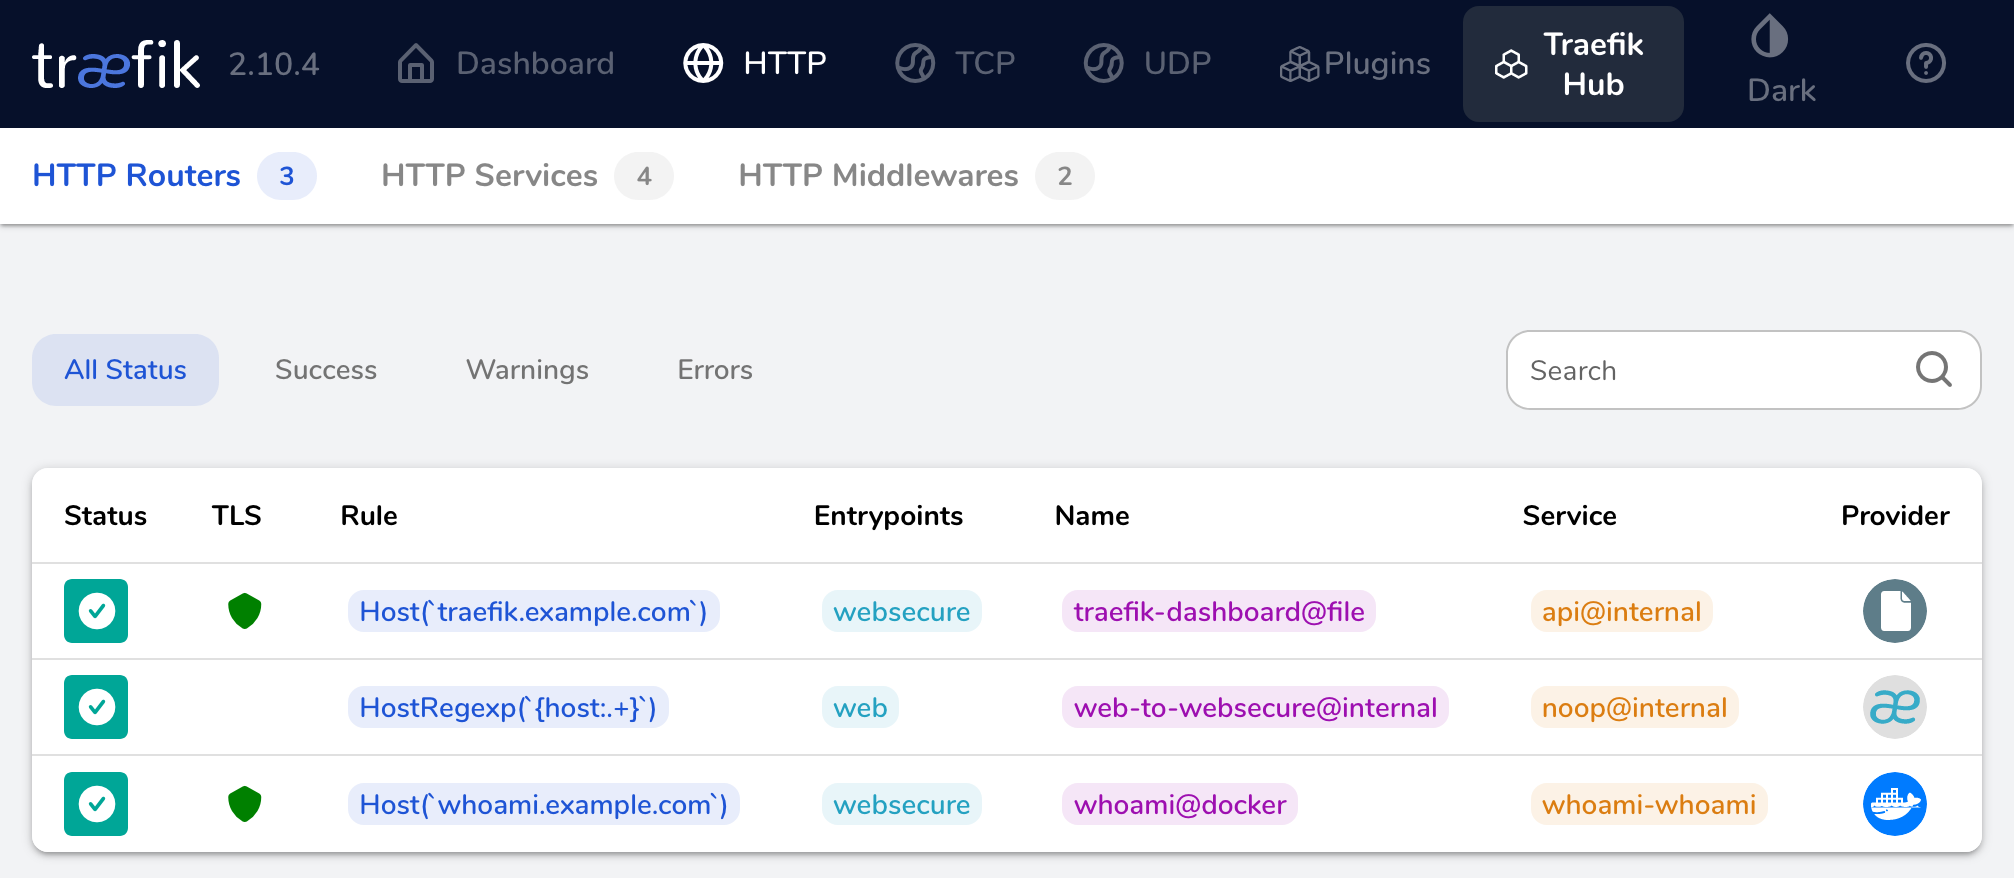 træfik 2.10.4 Dashboard HTTP TCP UDP Plugins Traefik Hub Dark
HTTP Routers 3 HTTP Services 4 HTTP Middlewares 2
All Status Success Warnings Errors Search
Status TLS Rule Entrypoints Name Service Provider
Host(`traefik.example.com`) websecure traefik-dashboard@file api@internal
HostRegexp(`{host:.+}`) web web-to-websecure@internal noop@internal æ
Host(`whoami.example.com`) websecure whoami@docker whoami-whoami